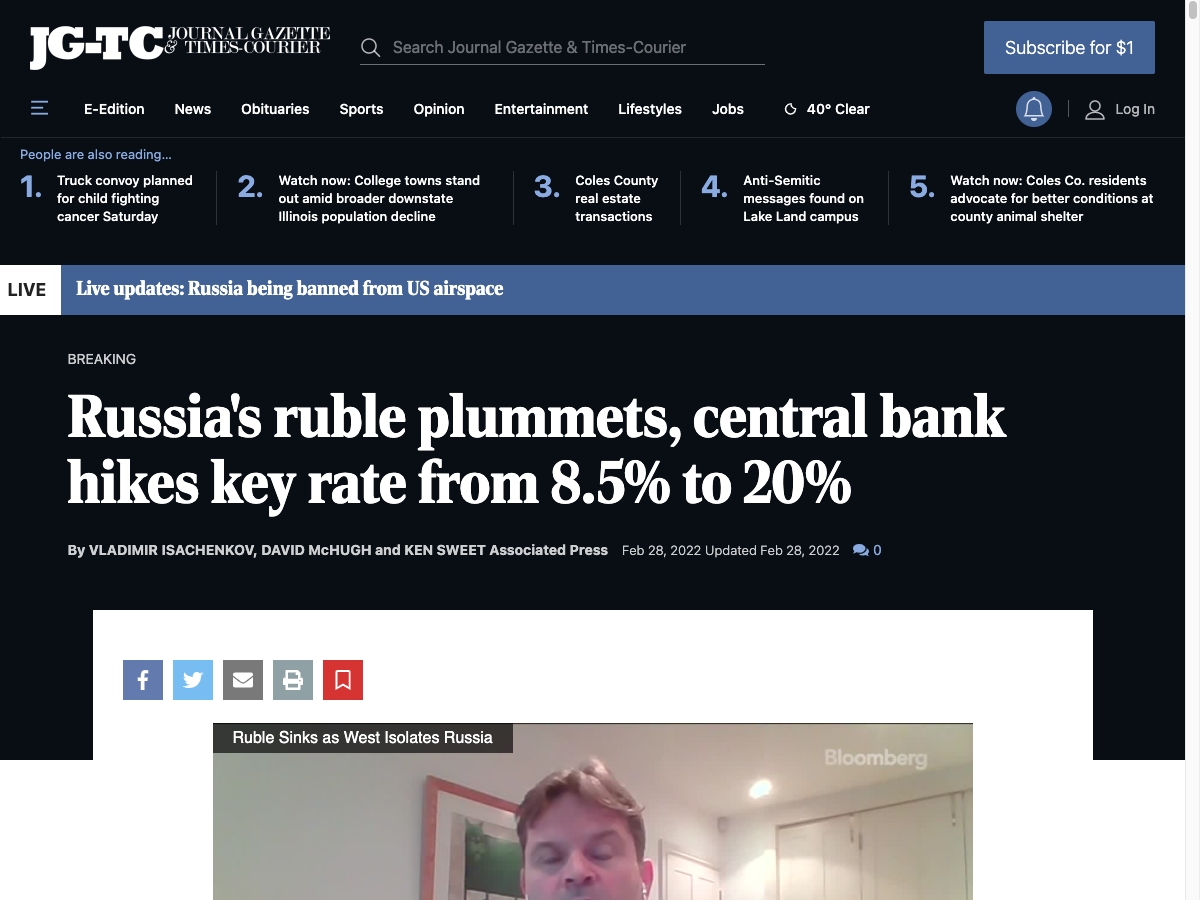 JG-TC JOURNAL GAZETTE
& TIMES-COURIER
Search Journal Gazette & Times-Courier
Subscribe for $1
E-Edition News Obituaries Sports Opinion Entertainment Lifestyles Jobs 40° Clear Log In
People are also reading…
1. Truck convoy planned
for child fighting
cancer Saturday
2. Watch now: College towns stand
out amid broader downstate
Illinois population decline
3. Coles County
real estate
transactions
4. Anti-Semitic
messages found on
Lake Land campus
5. Watch now: Coles Co. residents
advocate for better conditions at
county animal shelter
LIVE Live updates: Russia being banned from US airspace
BREAKING
Russia's ruble plummets, central bank
hikes key rate from 8.5% to 20%
By VLADIMIR ISACHENKOV, DAVID McHUGH and KEN SWEET Associated Press Feb 28, 2022 Updated Feb 28, 2022 0
Ruble Sinks as West Isolates Russia
Bloomberg